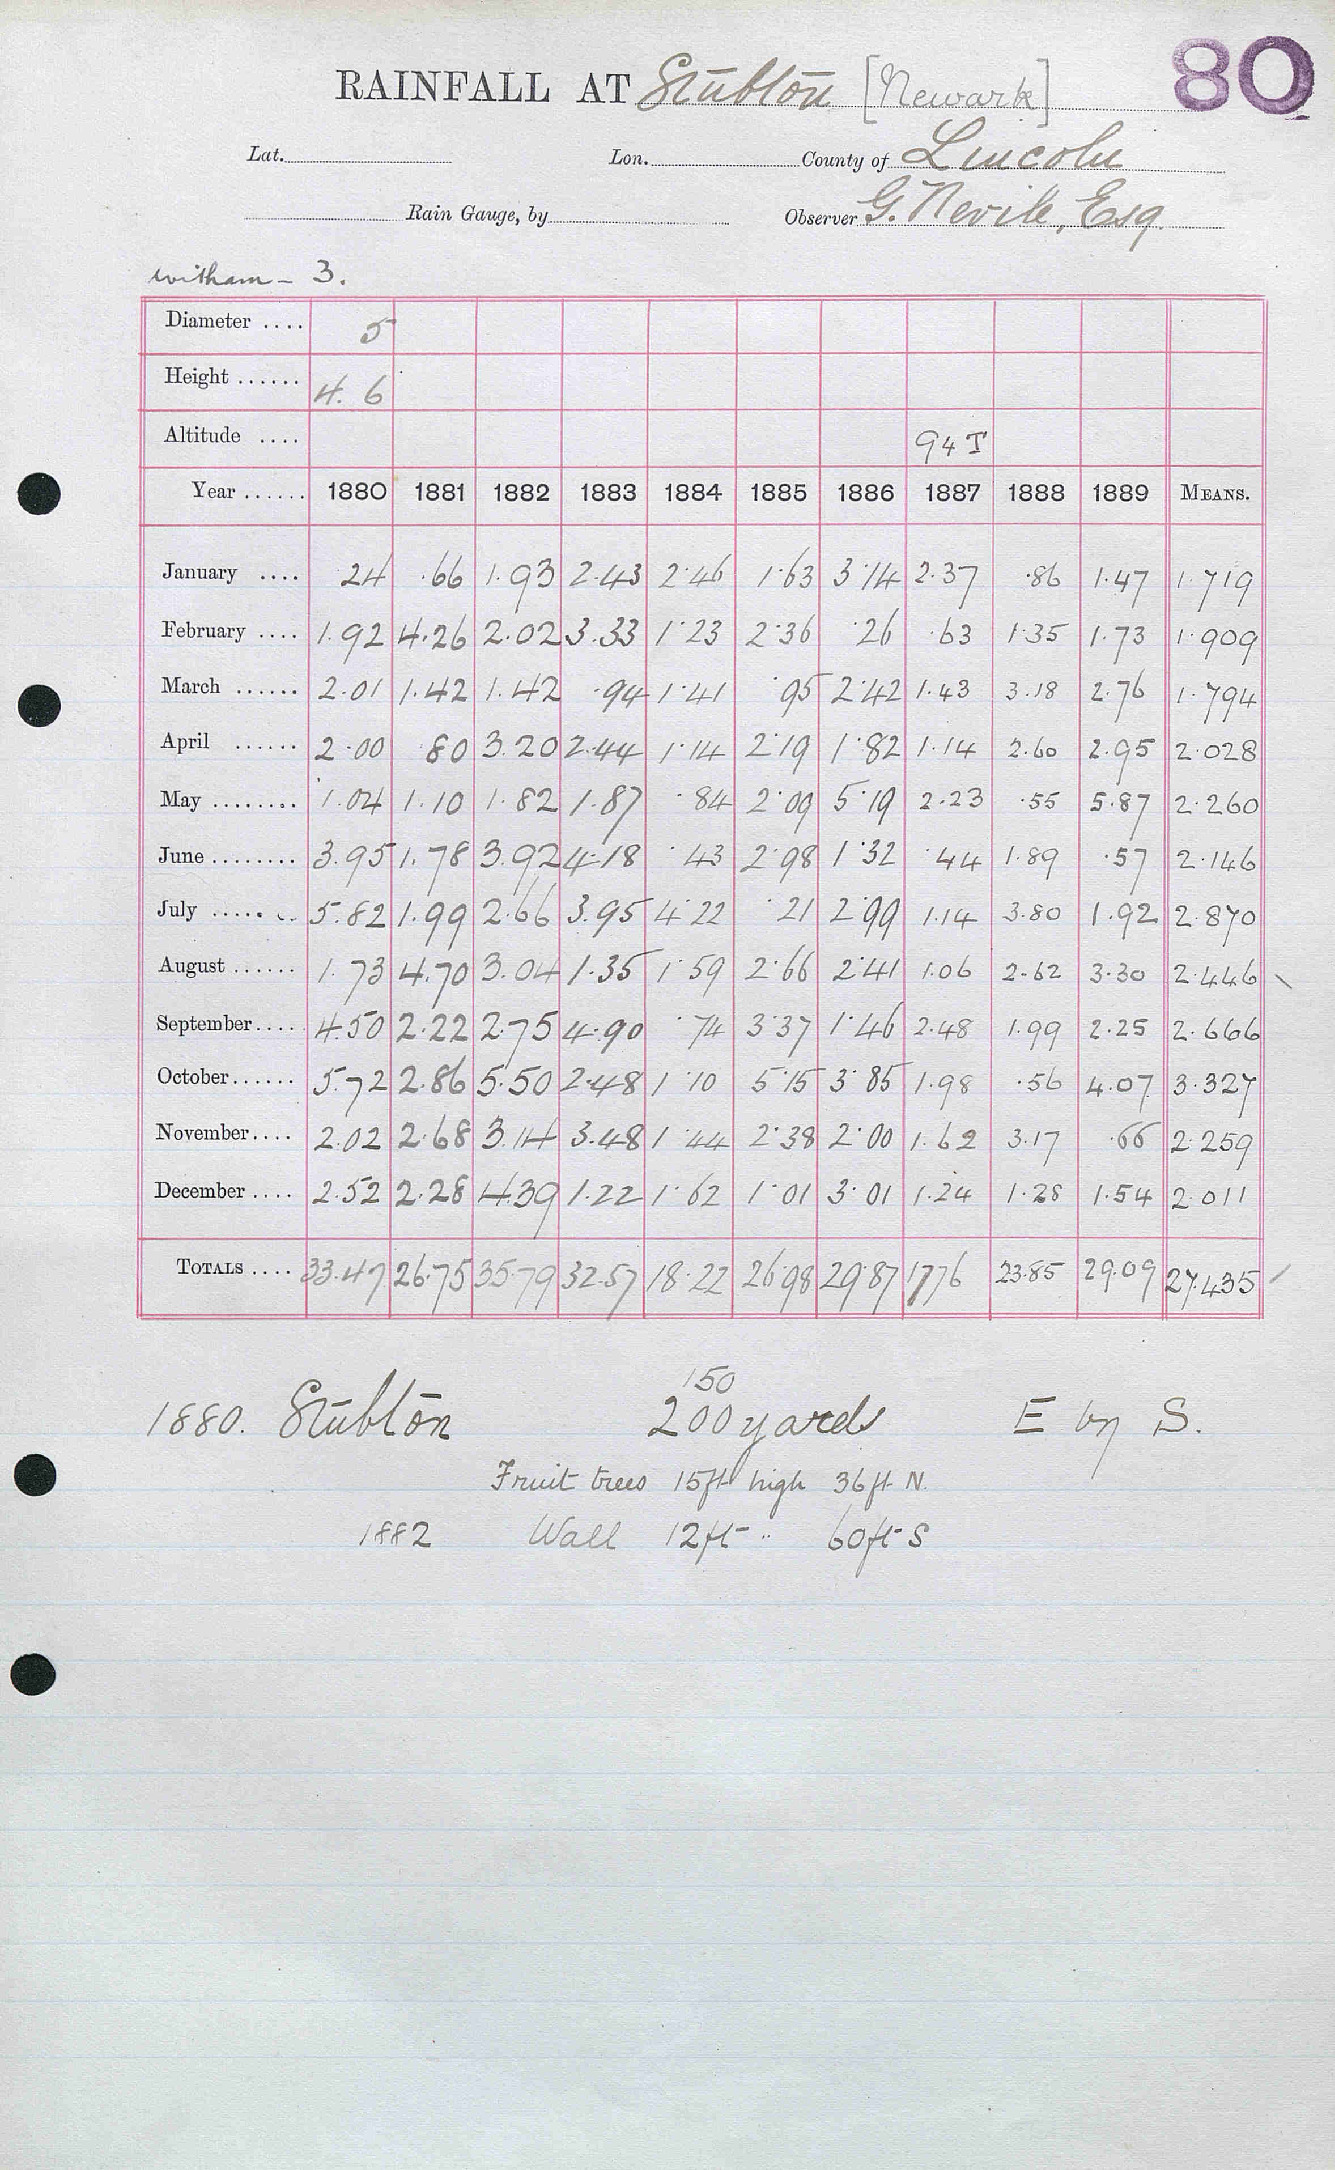 80
RAINFALL AT Stubton [Newark]
Lat. Lon. County of Lincoln
Rain Gauge, by Observer G. Nevile, Esq.
Witham - 3.
Diameter .... 5
Height ...... 4. 6
Altitude .... 94 T
Year ...... 1880 1881 1882 1883 1884 1885 1886 1887 1888 1889 MEANS.
January .... .24 .66 1.93 2.43 2.46 1.63 3.14 2.37 .86 1.47 1.719
February .... 1.92 4.26 2.02 3.33 1.23 2.36 .26 .63 1.35 1.73 1.909
March ...... 2.01 1.42 1.42 .94 1.41 .95 2.42 1.43 3.18 2.76 1.794
April ...... 2.00 .80 3.20 2.44 1.14 2.19 1.82 1.14 2.60 2.95 2.028
May ........ 1.04 1.10 1.82 1.87 .84 2.09 5.19 2.23 .55 5.87 2.260
June ........ 3.95 1.78 3.92 4.18 .43 2.98 1.32 .44 1.89 .57 2.146
July ........ 5.82 1.99 2.66 3.95 4.22 .21 2.99 1.14 3.80 1.92 2.870
August ...... 1.73 4.70 3.04 1.35 1.59 2.66 2.41 1.06 2.62 3.30 2.446
September .... 4.50 2.22 2.75 4.90 .74 3.37 1.46 2.48 1.99 2.25 2.666
October ...... 5.72 2.86 5.50 2.48 1.10 5.15 3.85 1.98 .56 4.07 3.327
November .... 2.02 2.68 3.14 3.48 1.44 2.38 2.00 1.62 3.17 .66 2.259
December .... 2.52 2.28 4.39 1.22 1.62 1.01 3.01 1.24 1.28 1.54 2.011
TOTALS .... 33.47 26.75 35.79 32.57 18.22 26.98 29.87 17.76 23.85 29.09 27.435
150
1880. Stubton 200 yards E by S.
Fruit trees 15ft high 36ft N.
1882 Wall 12ft " 60ft S